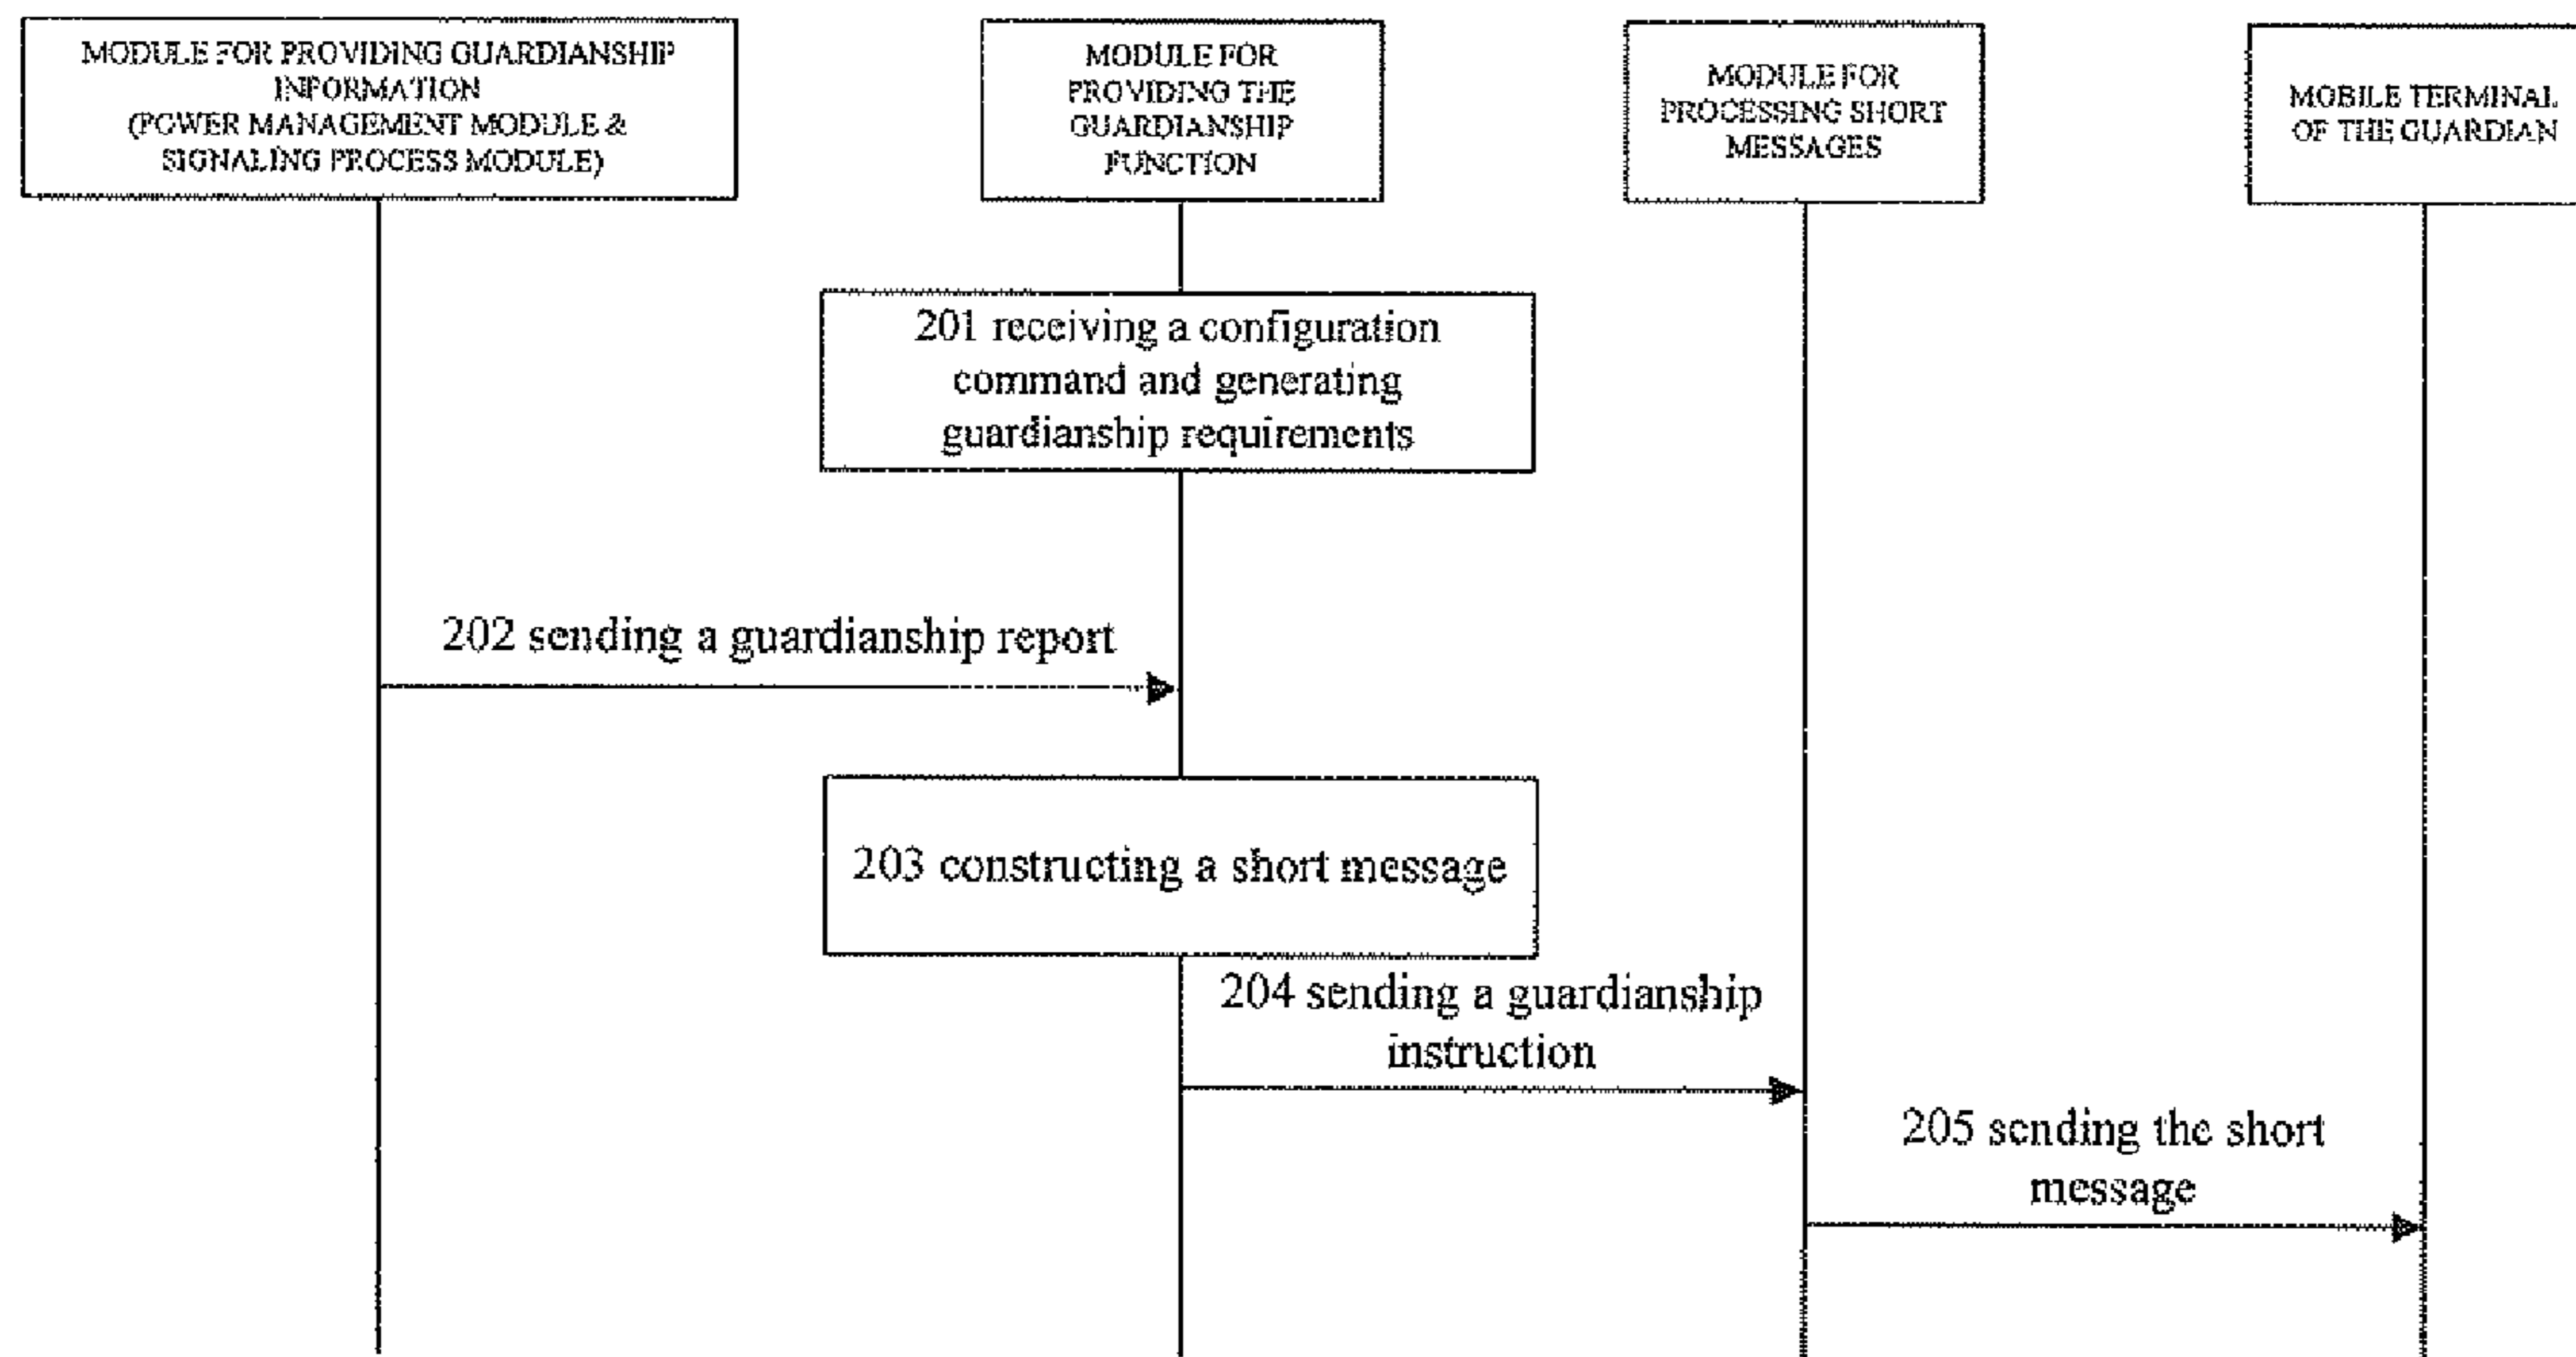 MODULE FOR PROVIDING GUARDIANSHIP
INFORMATION
(POWER MANAGEMENT MODULE &
SIGNALING PROCESS MODULE)
MODULE FOR
PROVIDING THE
GUARDIANSHIP
FUNCTION
MODULE FOR
PROCESSING SHORT
MESSAGES
MOBILE TERMINAL
OF THE GUARDIAN
201 receiving a configuration
command and generating
guardianship requirements
202 sending a guardianship report
203 constructing a short message
204 sending a guardianship
instruction
205 sending the short
message